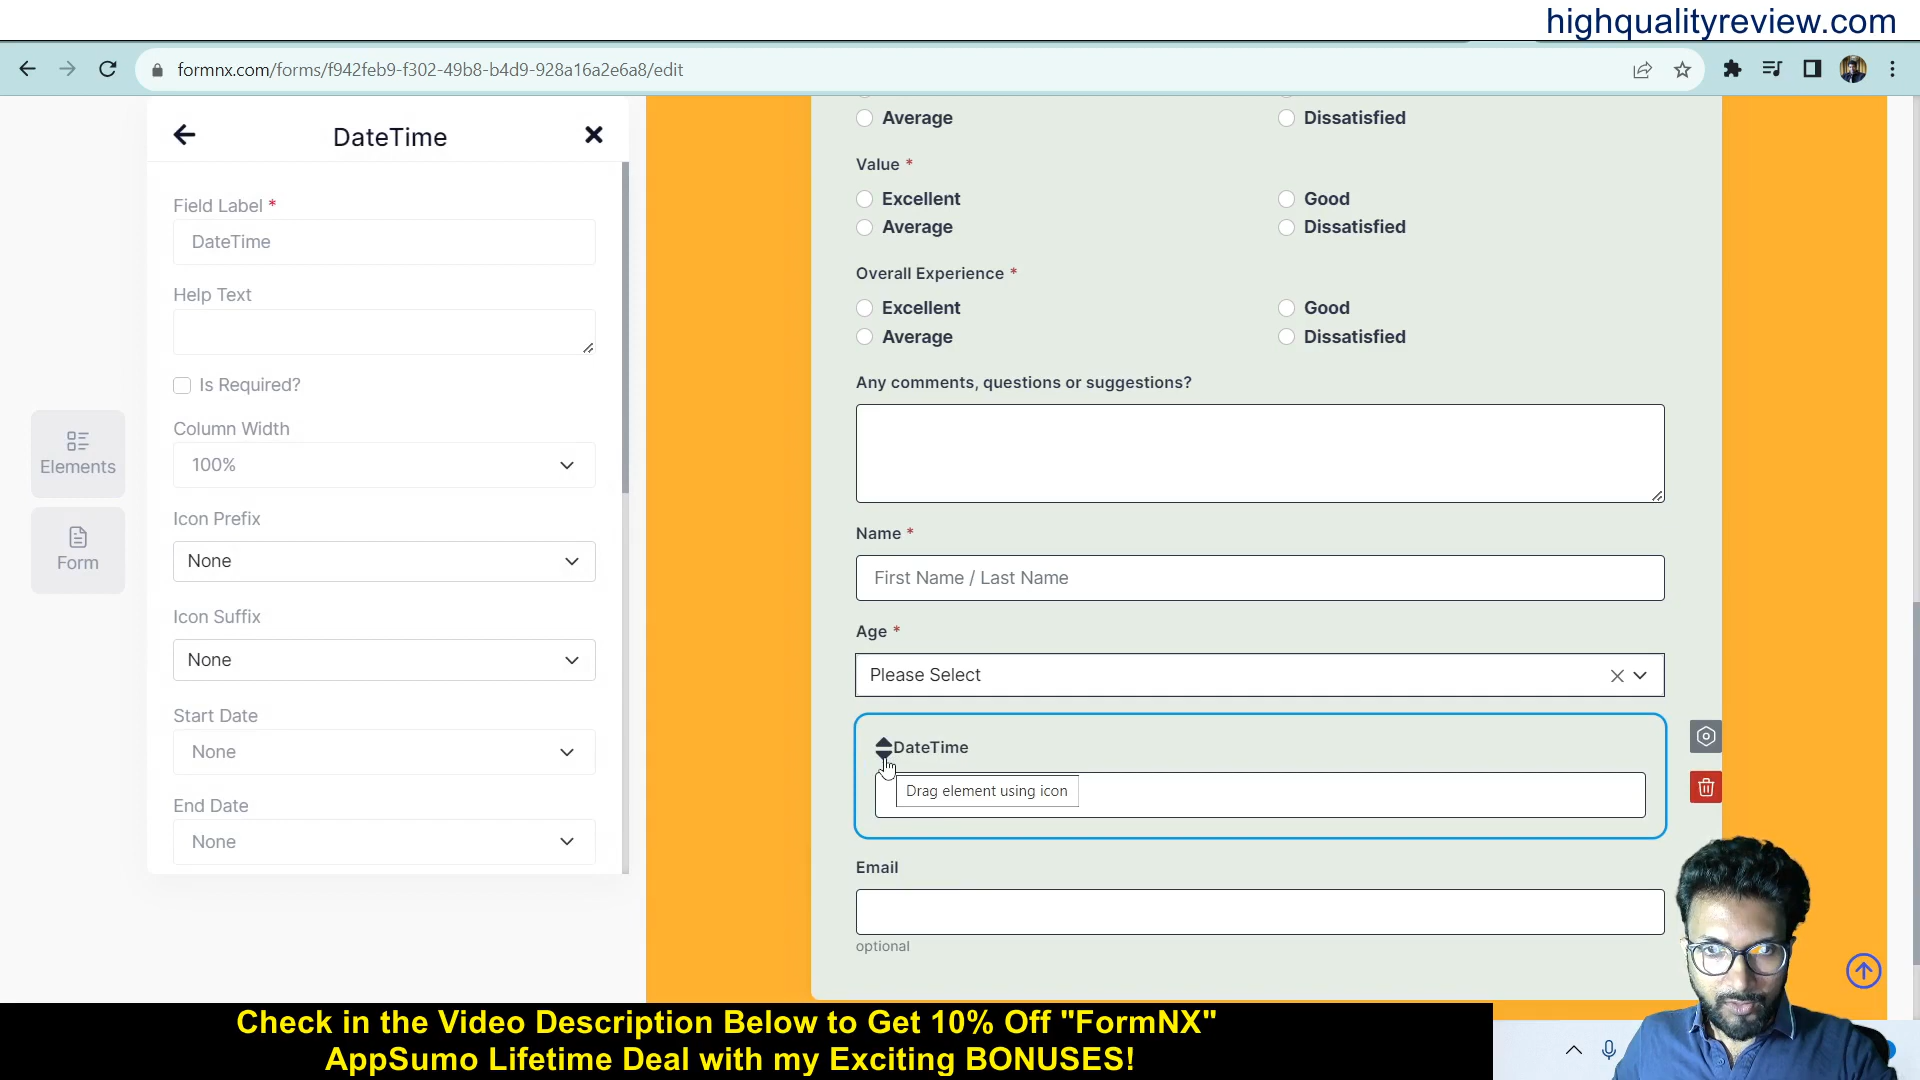 highqualityreview.com
formnx.com/forms/f942feb9-f302-49b8-b4d9-928a16a2e6a8/edit
DateTime
Field Label *
DateTime
Help Text
Is Required?
Column Width
100%
Icon Prefix
None
Icon Suffix
None
Start Date
None
End Date
None
Elements
Form
Average
Dissatisfied
Value *
Excellent
Good
Average
Dissatisfied
Overall Experience *
Excellent
Good
Average
Dissatisfied
Any comments, questions or suggestions?
Name *
First Name / Last Name
Age *
Please Select
DateTime
Drag element using icon
Email
optional
Check in the Video Description Below to Get 10% Off "FormNX"
AppSumo Lifetime Deal with my Exciting BONUSES!